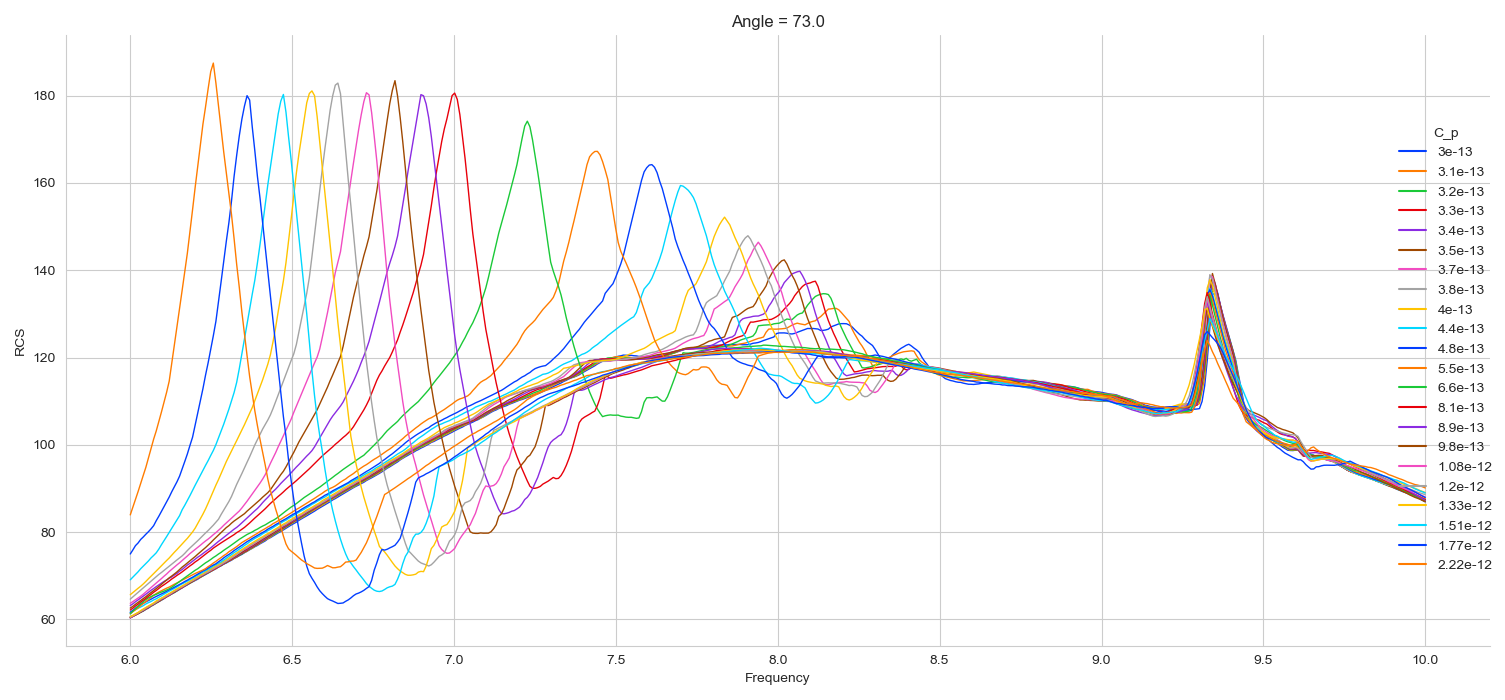 Angle = 73.0
180
160
140
120
100
80
60
RCS
6.0 6.5 7.0 7.5 8.0 8.5 9.0 9.5 10.0
Frequency
C_p
3e-13
3.1e-13
3.2e-13
3.3e-13
3.4e-13
3.5e-13
3.7e-13
3.8e-13
4e-13
4.4e-13
4.8e-13
5.5e-13
6.6e-13
8.1e-13
8.9e-13
9.8e-13
1.08e-12
1.2e-12
1.33e-12
1.51e-12
1.77e-12
2.22e-12